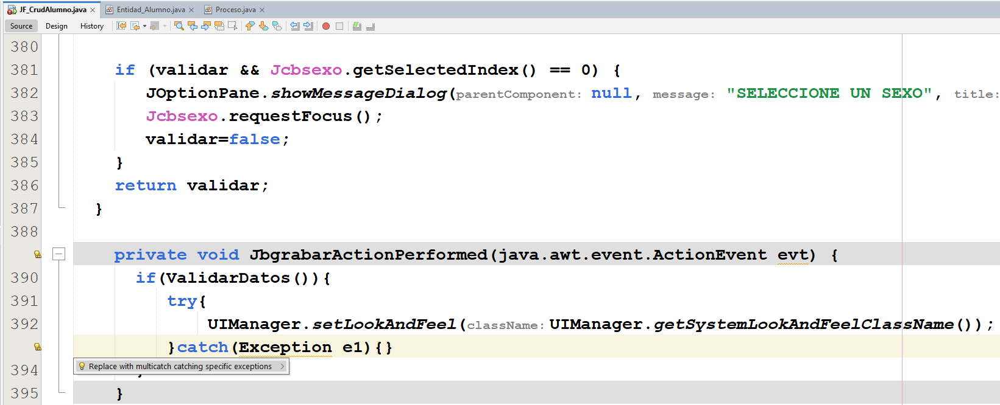 JF_CrudAlumno.java Entidad_Alumno.java Proceso.java
Source Design History
380
381 if (validar && Jcbsexo.getSelectedIndex() == 0) {
382 JOptionPane.showMessageDialog(parentComponent: null, message: "SELECCIONE UN SEXO", title:
383 Jcbsexo.requestFocus();
384 validar=false;
385 }
386 return validar;
387 }
388
private void JbgrabarActionPerformed(java.awt.event.ActionEvent evt) {
390 if(ValidarDatos()){
391 try{
392 UIManager.setLookAndFeel(className: UIManager.getSystemLookAndFeelClassName());
}catch(Exception e1){}
Replace with multicatch catching specific exceptions
394
395 }